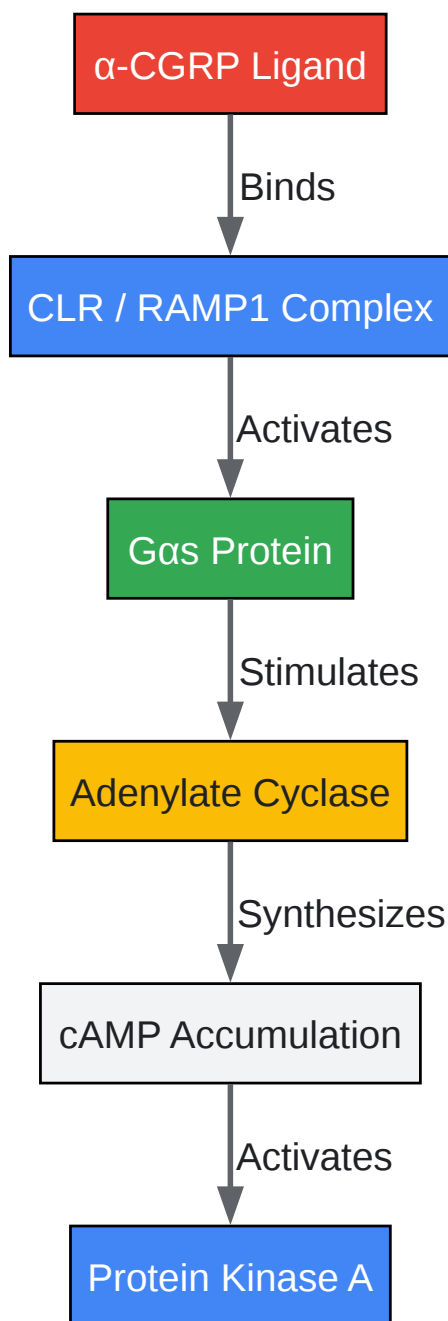 α-CGRP Ligand
Binds
CLR / RAMP1 Complex
Activates
Gαs Protein
Stimulates
Adenylate Cyclase
Synthesizes
cAMP Accumulation
Activates
Protein Kinase A